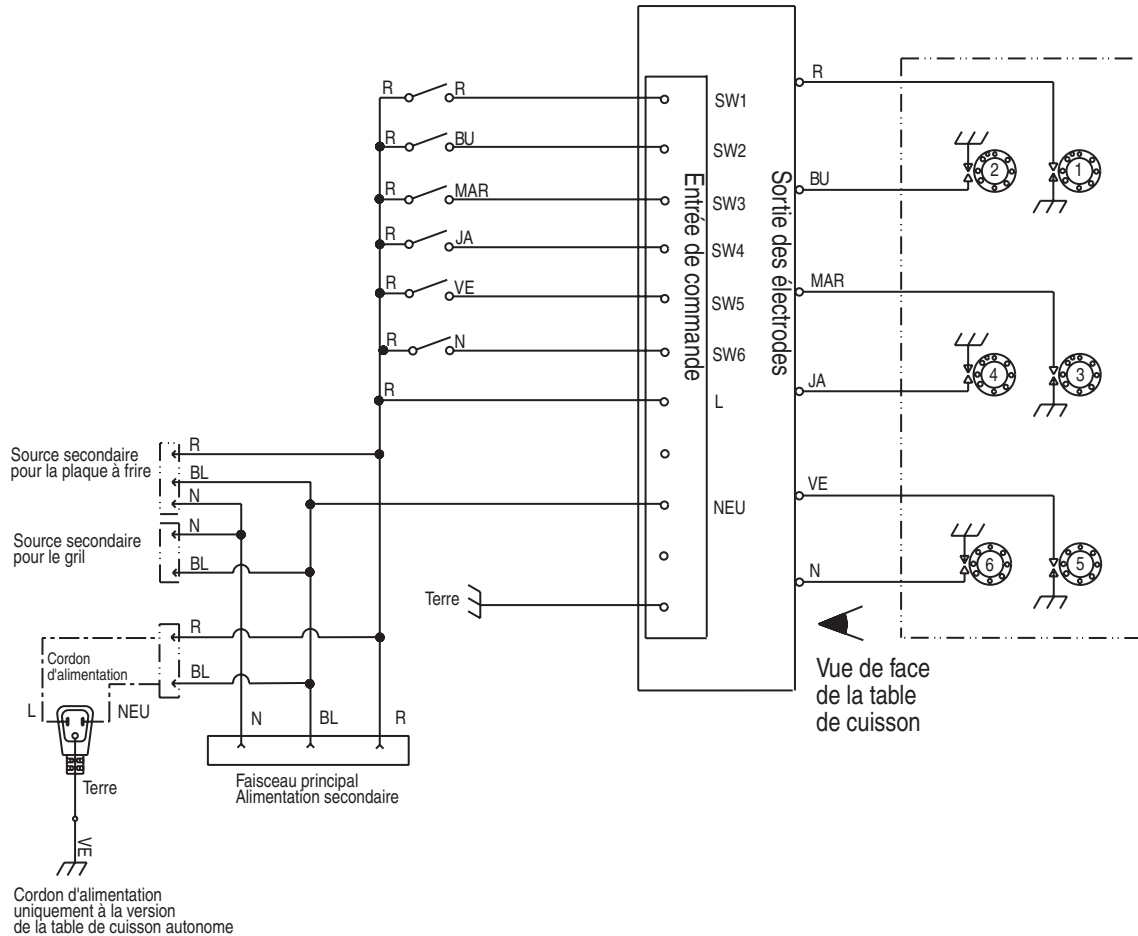 R
R
SW1
R
BU
SW2
R
MAR
SW3
R
JA
SW4
R
VE
SW5
R
N
SW6
R
L
NEU
Entrée de commande
Sortie des électrodes
R
BU
MAR
JA
VE
N
2
1
4
3
6
5
Source secondaire
pour la plaque à frire
R
BL
N
Source secondaire
pour le gril
N
BL
Terre
R
BL
Cordon
d'alimentation
L
NEU
Terre
VE
N
BL
R
Faisceau principal
Alimentation secondaire
Vue de face
de la table
de cuisson
Cordon d'alimentation
uniquement à la version
de la table de cuisson autonome